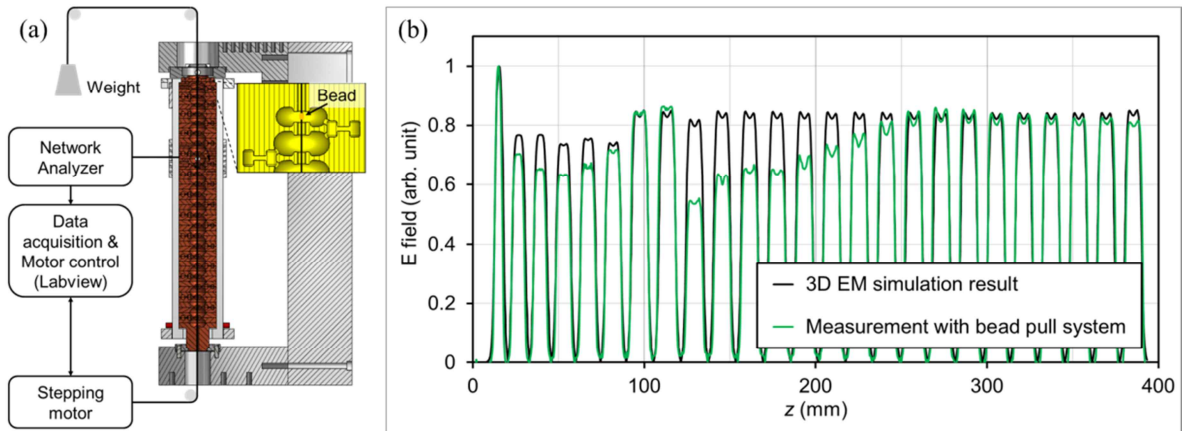 (a)
Weight
Bead
Network
Analyzer
Data
acquisition &
Motor control
(Labview)
Stepping
motor
(b)
E field (arb. unit)
1
0.8
0.6
0.4
0.2
0
3D EM simulation result
Measurement with bead pull system
0
100
200
300
400
z (mm)